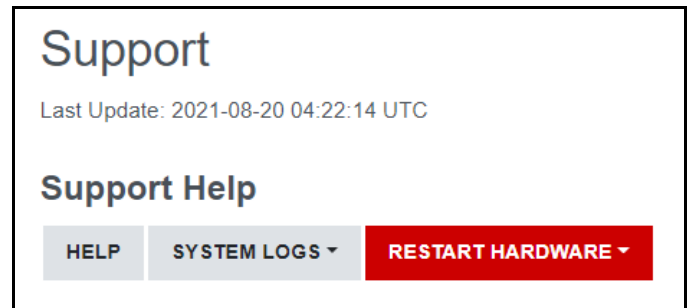 Support
Last Update: 2021-08-20 04:22:14 UTC
Support Help
HELP SYSTEM LOGS RESTART HARDWARE